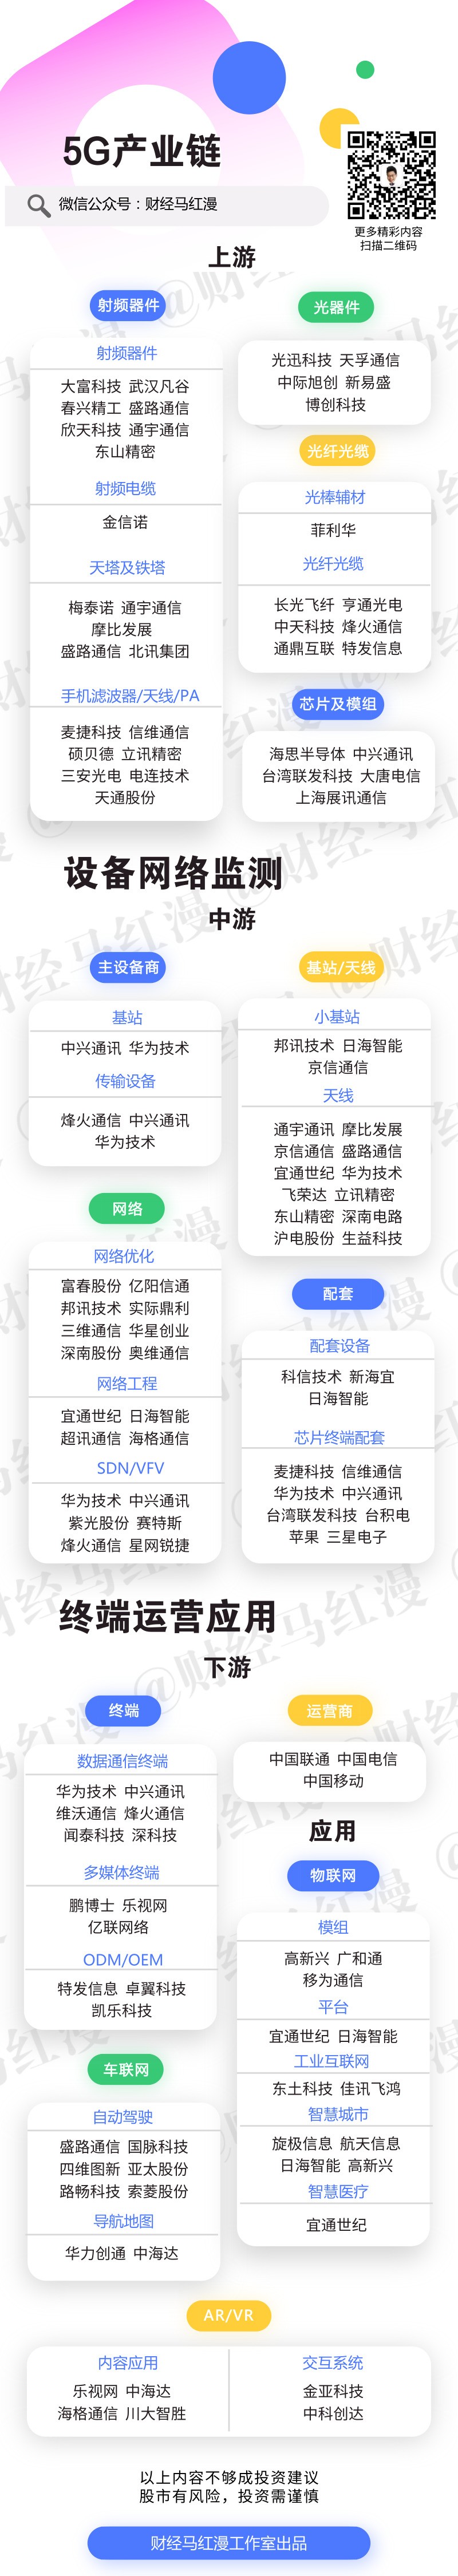 5G产业链
微信公众号：财经马红漫
更多精彩内容
扫描二维码
上游
射频器件
射频器件
大富科技 武汉凡谷
春兴精工 盛路通信
欣天科技 通宇通信
东山精密
射频电缆
金信诺
天塔及铁塔
梅泰诺 通宇通信
摩比发展
盛路通信 北讯集团
手机滤波器/天线/PA
麦捷科技 信维通信
硕贝德 立讯精密
三安光电 电连技术
天通股份
光器件
光迅科技 天孚通信
中际旭创 新易盛
博创科技
光纤光缆
光棒辅材
菲利华
光纤光缆
长光飞纤 亨通光电
中天科技 烽火通信
通鼎互联 特发信息
芯片及模组
海思半导体 中兴通讯
台湾联发科技 大唐电信
上海展讯通信
设备网络监测
中游
主设备商
基站
中兴通讯 华为技术
传输设备
烽火通信 中兴通讯
华为技术
网络
网络优化
富春股份 亿阳信通
邦讯技术 实际鼎利
三维通信 华星创业
深南股份 奥维通信
网络工程
宜通世纪 日海智能
超讯通信 海格通信
SDN/VFV
华为技术 中兴通讯
紫光股份 赛特斯
烽火通信 星网锐捷
基站/天线
小基站
邦讯技术 日海智能
京信通信
天线
通宇通讯 摩比发展
京信通信 盛路通信
宜通世纪 华为技术
飞荣达 立讯精密
东山精密 深南电路
沪电股份 生益科技
配套
配套设备
科信技术 新海宜
日海智能
芯片终端配套
麦捷科技 信维通信
华为技术 中兴通讯
台湾联发科技 台积电
苹果 三星电子
终端运营应用
下游
终端
数据通信终端
华为技术 中兴通讯
维沃通信 烽火通信
闻泰科技 深科技
多媒体终端
鹏博士 乐视网
亿联网络
ODM/OEM
特发信息 卓翼科技
凯乐科技
车联网
自动驾驶
盛路通信 国脉科技
四维图新 亚太股份
路畅科技 索菱股份
导航地图
华力创通 中海达
运营商
中国联通 中国电信
中国移动
应用
物联网
模组
高新兴 广和通
移为通信
平台
宜通世纪 日海智能
工业互联网
东土科技 佳讯飞鸿
智慧城市
旋极信息 航天信息
日海智能 高新兴
智慧医疗
宜通世纪
AR/VR
内容应用
乐视网 中海达
海格通信 川大智胜
交互系统
金亚科技
中科创达
以上内容不够成投资建议
股市有风险，投资需谨慎
财经马红漫工作室出品
@财经马红漫